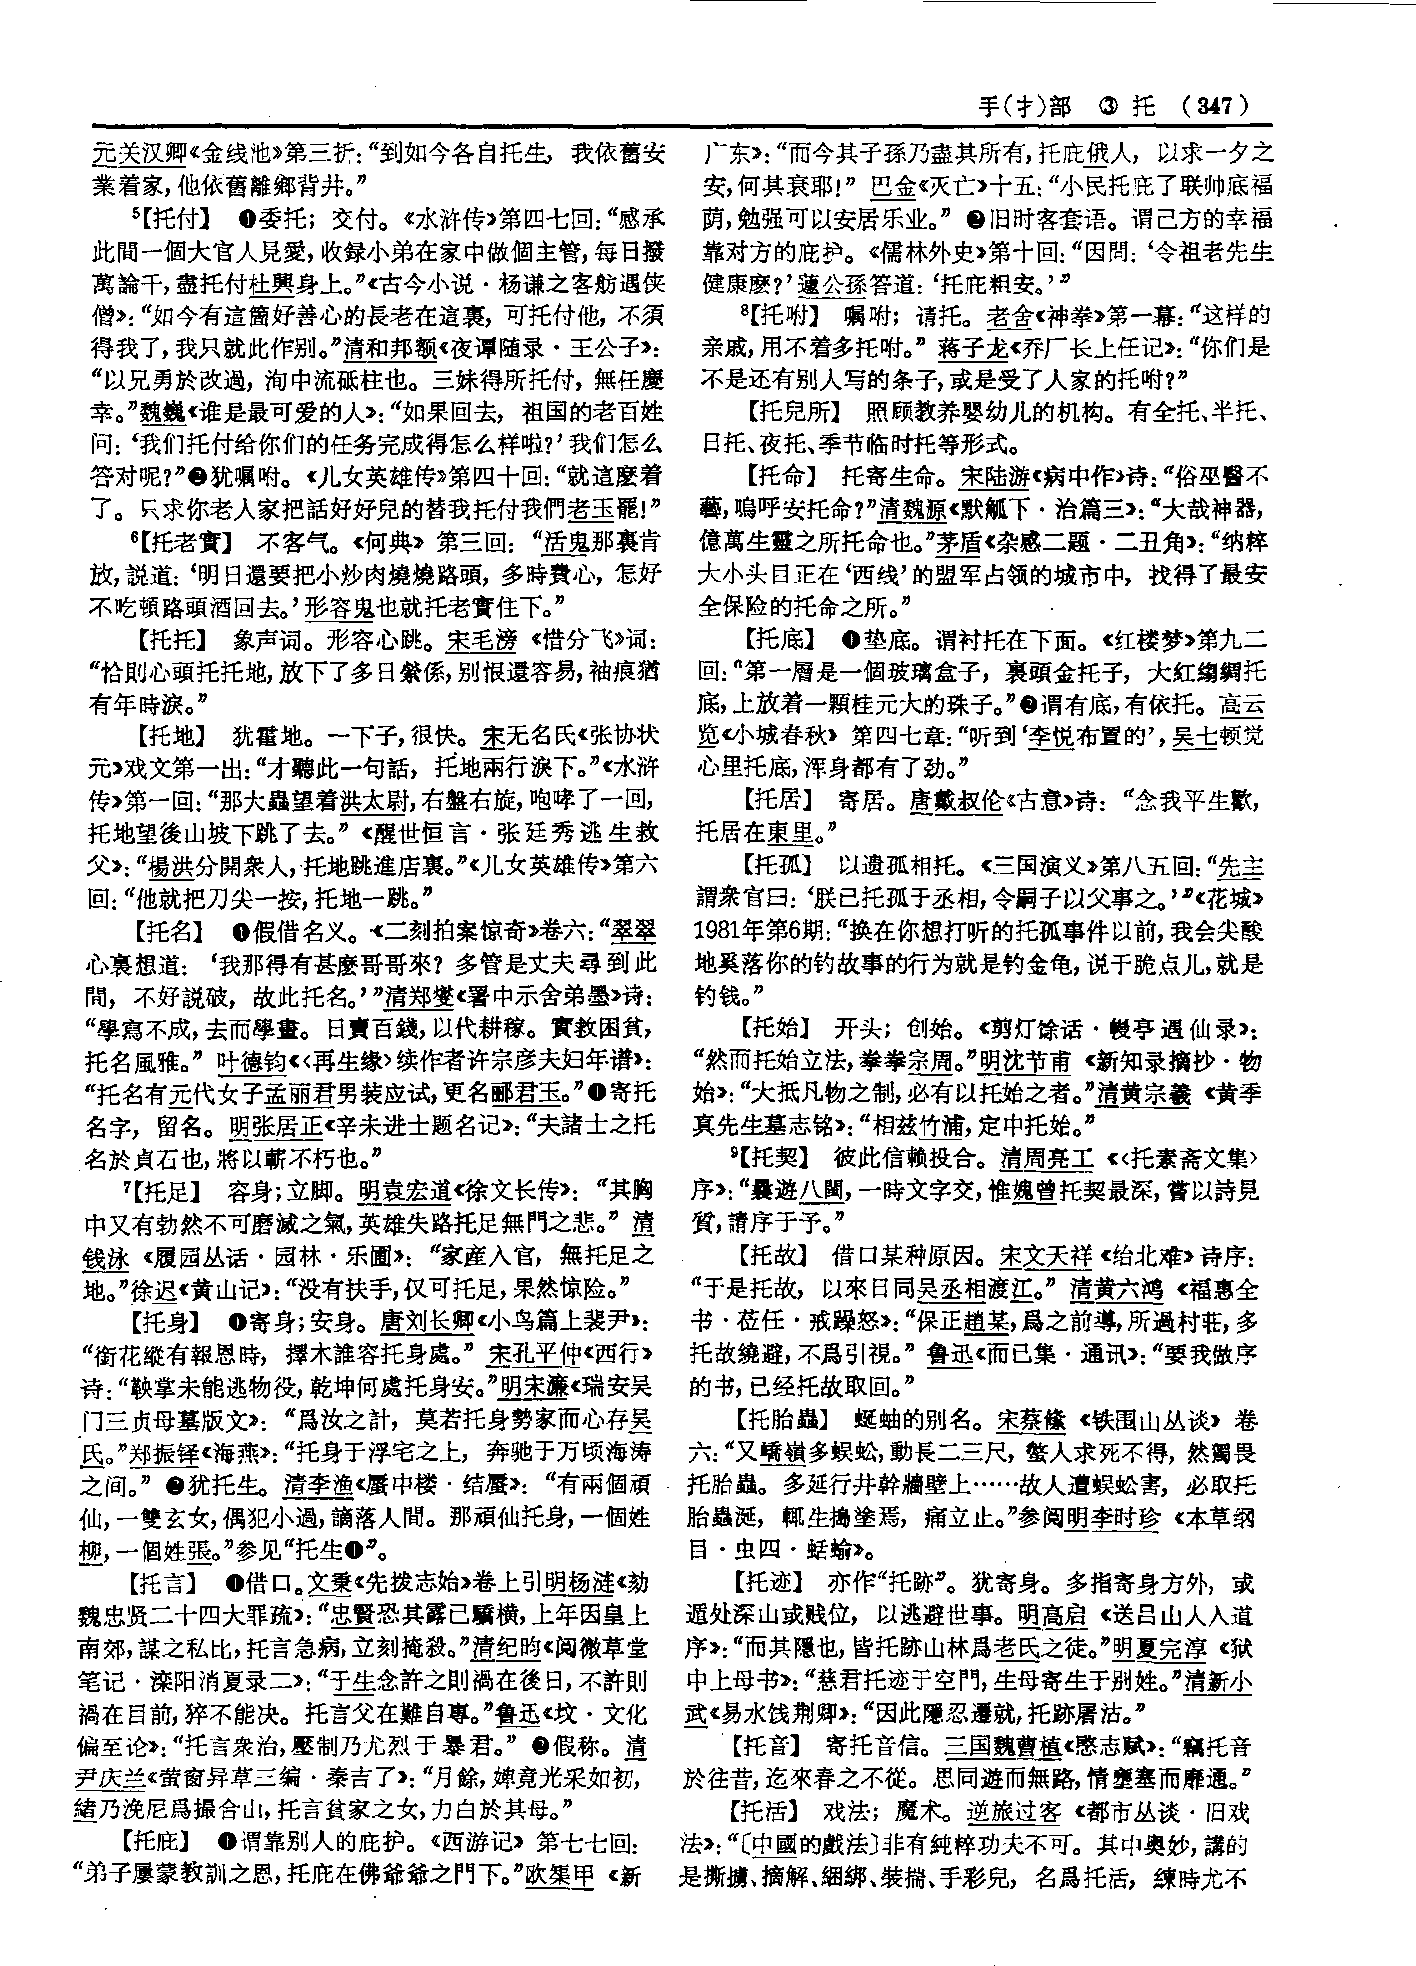 手(扌)部 ③ 托 (347)
元关汉卿《金线池》第三折：“到如今各自托生，我依舊安
業着家，他依舊離鄉背井。”
⁵【托付】 ❶委托；交付。《水浒传》第四七回：“感承
此間一個大官人見愛，收録小弟在家中做個主管，每日撥
萬論千，盡托付杜興身上。”《古今小说·杨谦之客舫遇侠
僧》：“如今有這箇好善心的長老在這裏，可托付他，不須
得我了，我只就此作别。”清和邦额《夜谭随录·王公子》：
“以兄勇於改過，洵中流砥柱也。三妹得所托付，無任慶
幸。”魏巍《谁是最可爱的人》：“如果回去，祖国的老百姓
问：‘我们托付给你们的任务完成得怎么样啦？’我们怎么
答对呢？”❷犹嘱咐。《儿女英雄传》第四十回：“就這麽着
了。只求你老人家把話好好兒的替我托付我們老玉罷！”
⁶【托老實】 不客气。《何典》第三回：“活鬼那裏肯
放，説道：‘明日還要把小炒肉燒燒路頭，多時費心，怎好
不吃頓路頭酒回去。’形容鬼也就托老實住下。”
【托托】 象声词。形容心跳。宋毛滂《惜分飞》词：
“恰則心頭托托地，放下了多日縈係，别恨還容易，袖痕猶
有年時淚。”
【托地】 犹霍地。一下子，很快。宋无名氏《张协状
元》戏文第一出：“才聽此一句話，托地兩行淚下。”《水浒
传》第一回：“那大蟲望着洪太尉，右盤右旋，咆哮了一回，
托地望後山坡下跳了去。”《醒世恒言·张廷秀逃生救
父》：“楊洪分開衆人，托地跳進店裏。”《儿女英雄传》第六
回：“他就把刀尖一按，托地一跳。”
【托名】 ❶假借名义。《二刻拍案惊奇》卷六：“翠翠
心裏想道：‘我那得有甚麽哥哥來？多管是丈夫尋到此
間，不好説破，故此托名。’”清郑燮《署中示舍弟墨》诗：
“學寫不成，去而學畫。日賣百錢，以代耕稼。實救困貧，
托名風雅。”叶德钧《〈再生缘〉续作者许宗彦夫妇年谱》：
“托名有元代女子孟丽君男装应试，更名郦君玉。”❶寄托
名字，留名。明张居正《辛未进士题名记》：“夫諸士之托
名於貞石也，將以蘄不朽也。”
⁷【托足】 容身；立脚。明袁宏道《徐文长传》：“其胸
中又有勃然不可磨滅之氣，英雄失路托足無門之悲。”清
钱泳《履园丛话·园林·乐圃》：“家産入官，無托足之
地。”徐迟《黄山记》：“没有扶手，仅可托足，果然惊险。”
【托身】 ❶寄身；安身。唐刘长卿《小鸟篇上裴尹》：
“銜花縱有報恩時，擇木誰容托身處。”宋孔平仲《西行》
诗：“鞅掌未能逃物役，乾坤何處托身安。”明宋濂《瑞安吴
门三贞母墓版文》：“爲汝之計，莫若托身勢家而心存吴
氏。”郑振铎《海燕》：“托身于浮宅之上，奔驰于万顷海涛
之间。”❷犹托生。清李渔《蜃中楼·结蜃》：“有兩個頑
仙，一雙玄女，偶犯小過，謫落人間。那頑仙托身，一個姓
柳，一個姓張。”参见“托生❶”。
【托言】 ❶借口。文秉《先拨志始》卷上引明杨涟《劾
魏忠贤二十四大罪疏》：“忠賢恐其露己驕横，上年因皇上
南郊，謀之私比，托言急病，立刻掩殺。”清纪昀《阅微草堂
笔记·滦阳消夏录二》：“于生念許之則禍在後日，不許則
禍在目前，猝不能决。托言父在難自專。”鲁迅《坟·文化
偏至论》：“托言衆治，壓制乃尤烈于暴君。”❷假称。清
尹庆兰《萤窗异草三编·秦吉了》：“月餘，婢竟光采如初，
緒乃浼尼爲撮合山，托言貧家之女，力白於其母。”
【托庇】 ❶谓靠别人的庇护。《西游记》第七七回：
“弟子屢蒙教訓之恩，托庇在佛爺爺之門下。”欧榘甲《新
广东》：“而今其子孫乃盡其所有，托庇俄人，以求一夕之
安，何其哀耶！”巴金《灭亡》十五：“小民托庇了联帅底福
荫，勉强可以安居乐业。”❷旧时客套语。谓己方的幸福
靠对方的庇护。《儒林外史》第十回：“因問：‘令祖老先生
健康麽？’蘧公孫答道：‘托庇粗安。’”
⁸【托咐】 嘱咐；请托。老舍《神拳》第一幕：“这样的
亲戚，用不着多托咐。”蒋子龙《乔厂长上任记》：“你们是
不是还有别人写的条子，或是受了人家的托咐？”
【托兒所】 照顾教养婴幼儿的机构。有全托、半托、
日托、夜托、季节临时托等形式。
【托命】 托寄生命。宋陆游《病中作》诗：“俗巫醫不
藝，嗚呼安托命？”清魏源《默觚下·治篇三》：“大哉神器，
億萬生靈之所托命也。”茅盾《杂感二题·二丑角》：“纳粹
大小头目正在‘西线’的盟军占领的城市中，找得了最安
全保险的托命之所。”
【托底】 ❶垫底。谓衬托在下面。《红楼梦》第九二
回：“第一層是一個玻璃盒子，裏頭金托子，大紅縐綢托
底，上放着一顆桂元大的珠子。”❷谓有底，有依托。高云
览《小城春秋》第四七章：“听到‘李悦布置的’，吴七顿觉
心里托底，浑身都有了劲。”
【托居】 寄居。唐戴叔伦《古意》诗：“念我平生歡，
托居在東里。”
【托孤】 以遗孤相托。《三国演义》第八五回：“先主
謂衆官曰：‘朕已托孤于丞相，令嗣子以父事之。’”《花城》
1981年第6期：“换在你想打听的托孤事件以前，我会尖酸
地奚落你的钓故事的行为就是钓金龟，说于脆点儿，就是
钓钱。”
【托始】 开头；创始。《剪灯馀话·幔亭遇仙录》：
“然而托始立法，拳拳宗周。”明沈节甫《新知录摘抄·物
始》：“大抵凡物之制，必有以托始之者。”清黄宗羲《黄季
真先生墓志铭》：“相兹竹浦，定中托始。”
⁹【托契】 彼此信赖投合。清周亮工《〈托素斋文集〉
序》：“曩遊八閩，一時文字交，惟媿曾托契最深，嘗以詩見
質，請序于予。”
【托故】 借口某种原因。宋文天祥《绐北难》诗序：
“于是托故，以來日同吴丞相渡江。”清黄六鸿《福惠全
书·莅任·戒躁怒》：“保正趙某，爲之前導，所過村莊，多
托故繞避，不爲引視。”鲁迅《而已集·通讯》：“要我做序
的书，已经托故取回。”
【托胎蟲】 蜒蚰的别名。宋蔡絛《铁围山丛谈》卷
六：“又嶠嶺多蜈蚣，動長二三尺，螫人求死不得，然獨畏
托胎蟲。多延行井幹牆壁上……故人遭蜈蚣害，必取托
胎蟲涎，輒生搗塗焉，痛立止。”参阅明李时珍《本草纲
目·虫四·蛞蝓》。
【托迹】 亦作“托跡”。犹寄身。多指寄身方外，或
遁处深山或贱位，以逃避世事。明高启《送吕山人入道
序》：“而其隱也，皆托跡山林爲老氏之徒。”明夏完淳《狱
中上母书》：“慈君托迹于空門，生母寄生于别姓。”清新小
武《易水饯荆卿》：“因此隱忍遷就，托跡屠沽。”
【托音】 寄托音信。三国魏曹植《愍志赋》：“竊托音
於往昔，迄來春之不從。思同遊而無路，情壅塞而靡通。”
【托活】 戏法；魔术。逆旅过客《都市丛谈·旧戏
法》：“〔中國的戲法〕非有純粹功夫不可。其中奥妙，講的
是撕擄、摘解、綑綁、裝揣、手彩兒，名爲托活，練時尤不